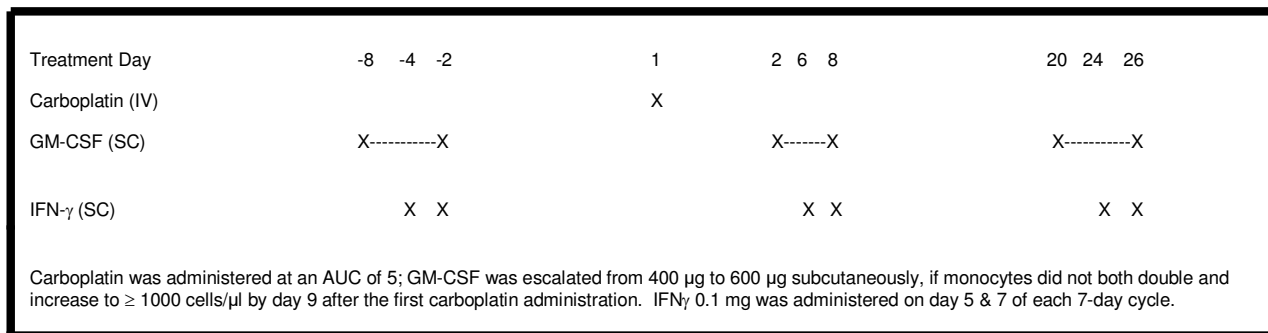 Treatment Day -8 -4 -2 1 2 6 8 20 24 26
Carboplatin (IV) X
GM-CSF (SC) X-----------X X-------X X-----------X
IFN-γ (SC) X X X X X X
Carboplatin was administered at an AUC of 5; GM-CSF was escalated from 400 µg to 600 µg subcutaneously, if monocytes did not both double and
increase to ≥ 1000 cells/µl by day 9 after the first carboplatin administration. IFNγ 0.1 mg was administered on day 5 & 7 of each 7-day cycle.